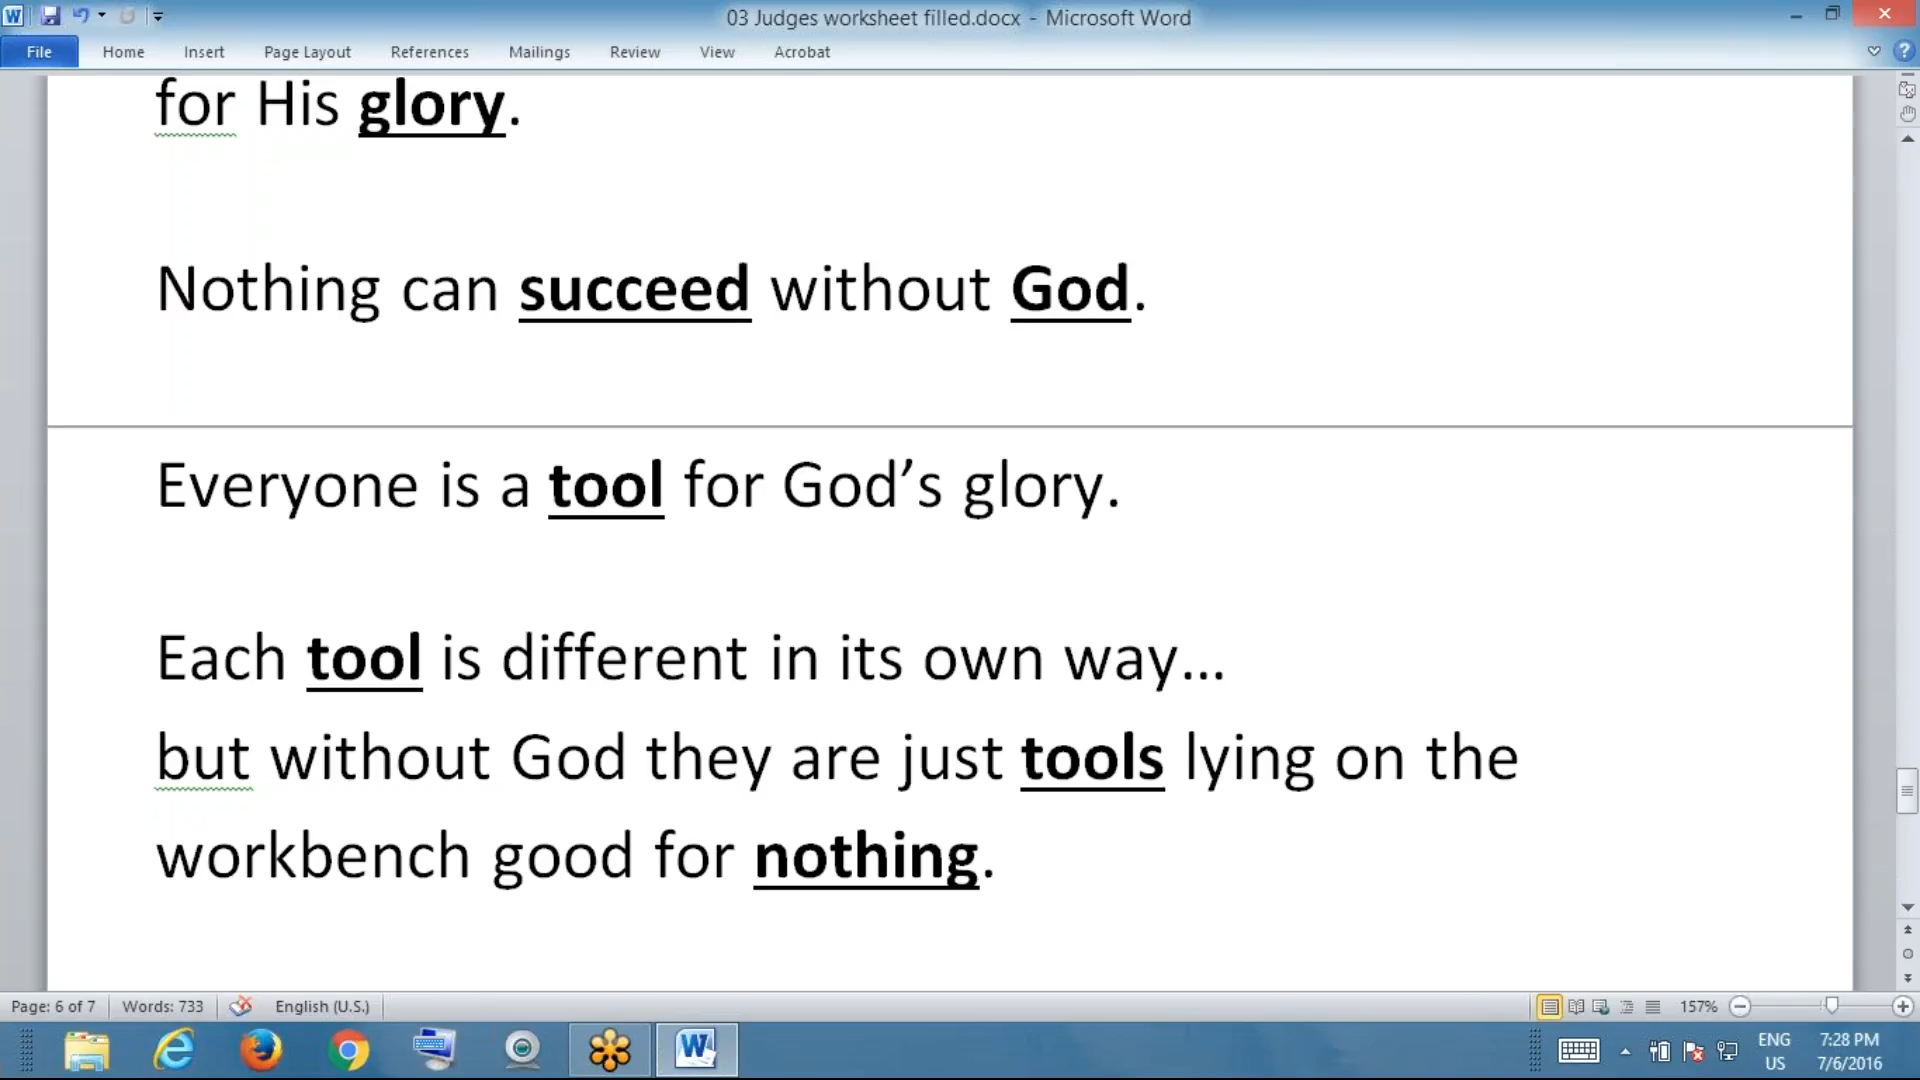 03 Judges worksheet filled.docx - Microsoft Word
File Home Insert Page Layout References Mailings Review View Acrobat
for His glory.
Nothing can succeed without God.
Everyone is a tool for God’s glory.
Each tool is different in its own way...
but without God they are just tools lying on the
workbench good for nothing.
Page: 6 of 7 Words: 733 English (U.S.) 157%
ENG 7:28 PM
US 7/6/2016